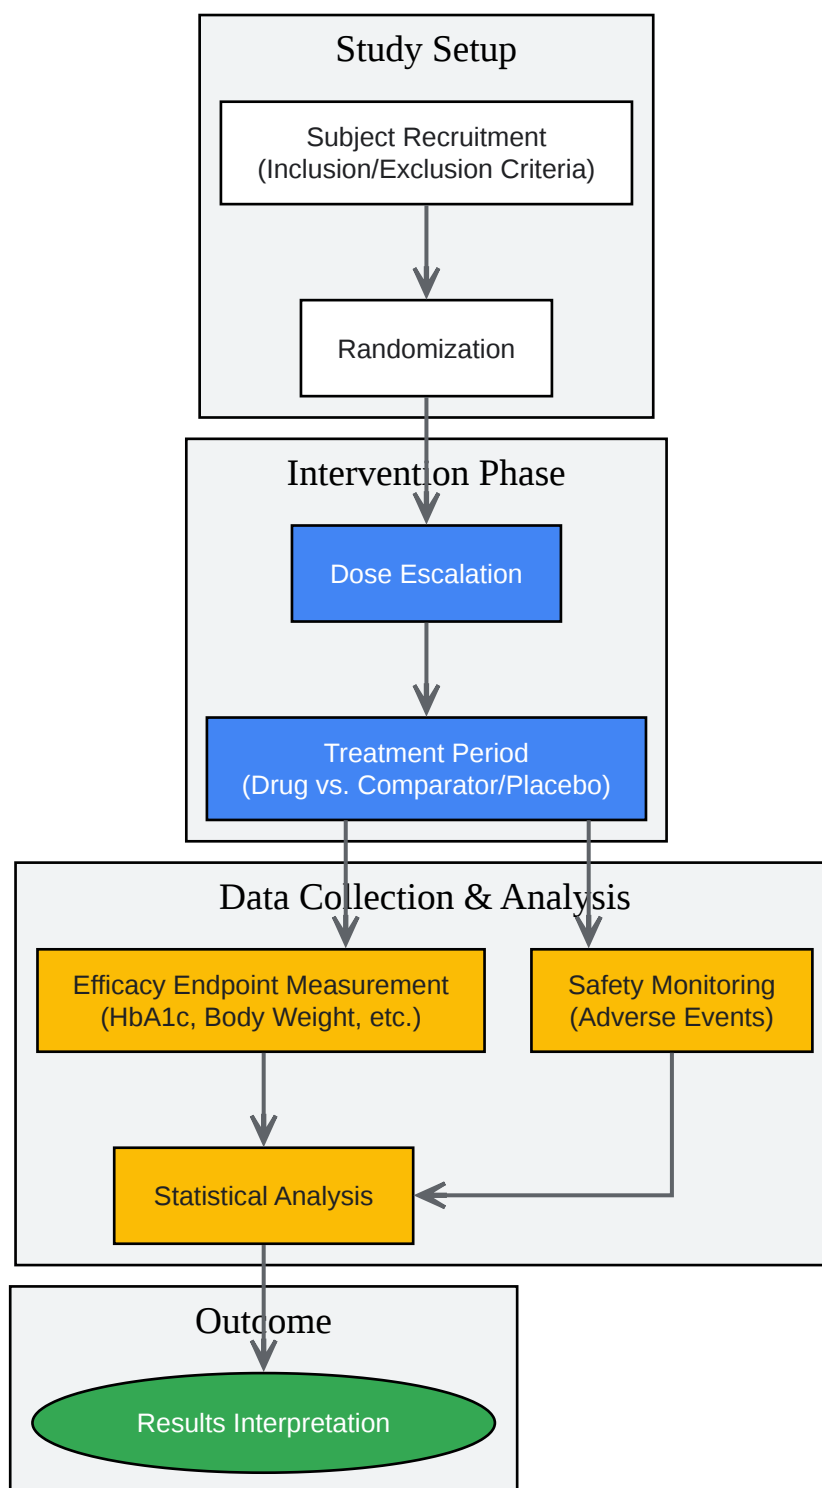 Study Setup
Subject Recruitment
(Inclusion/Exclusion Criteria)
Randomization
Intervention Phase
Dose Escalation
Treatment Period
(Drug vs. Comparator/Placebo)
Data Collection & Analysis
Efficacy Endpoint Measurement
(HbA1c, Body Weight, etc.)
Safety Monitoring
(Adverse Events)
Statistical Analysis
Outcome
Results Interpretation